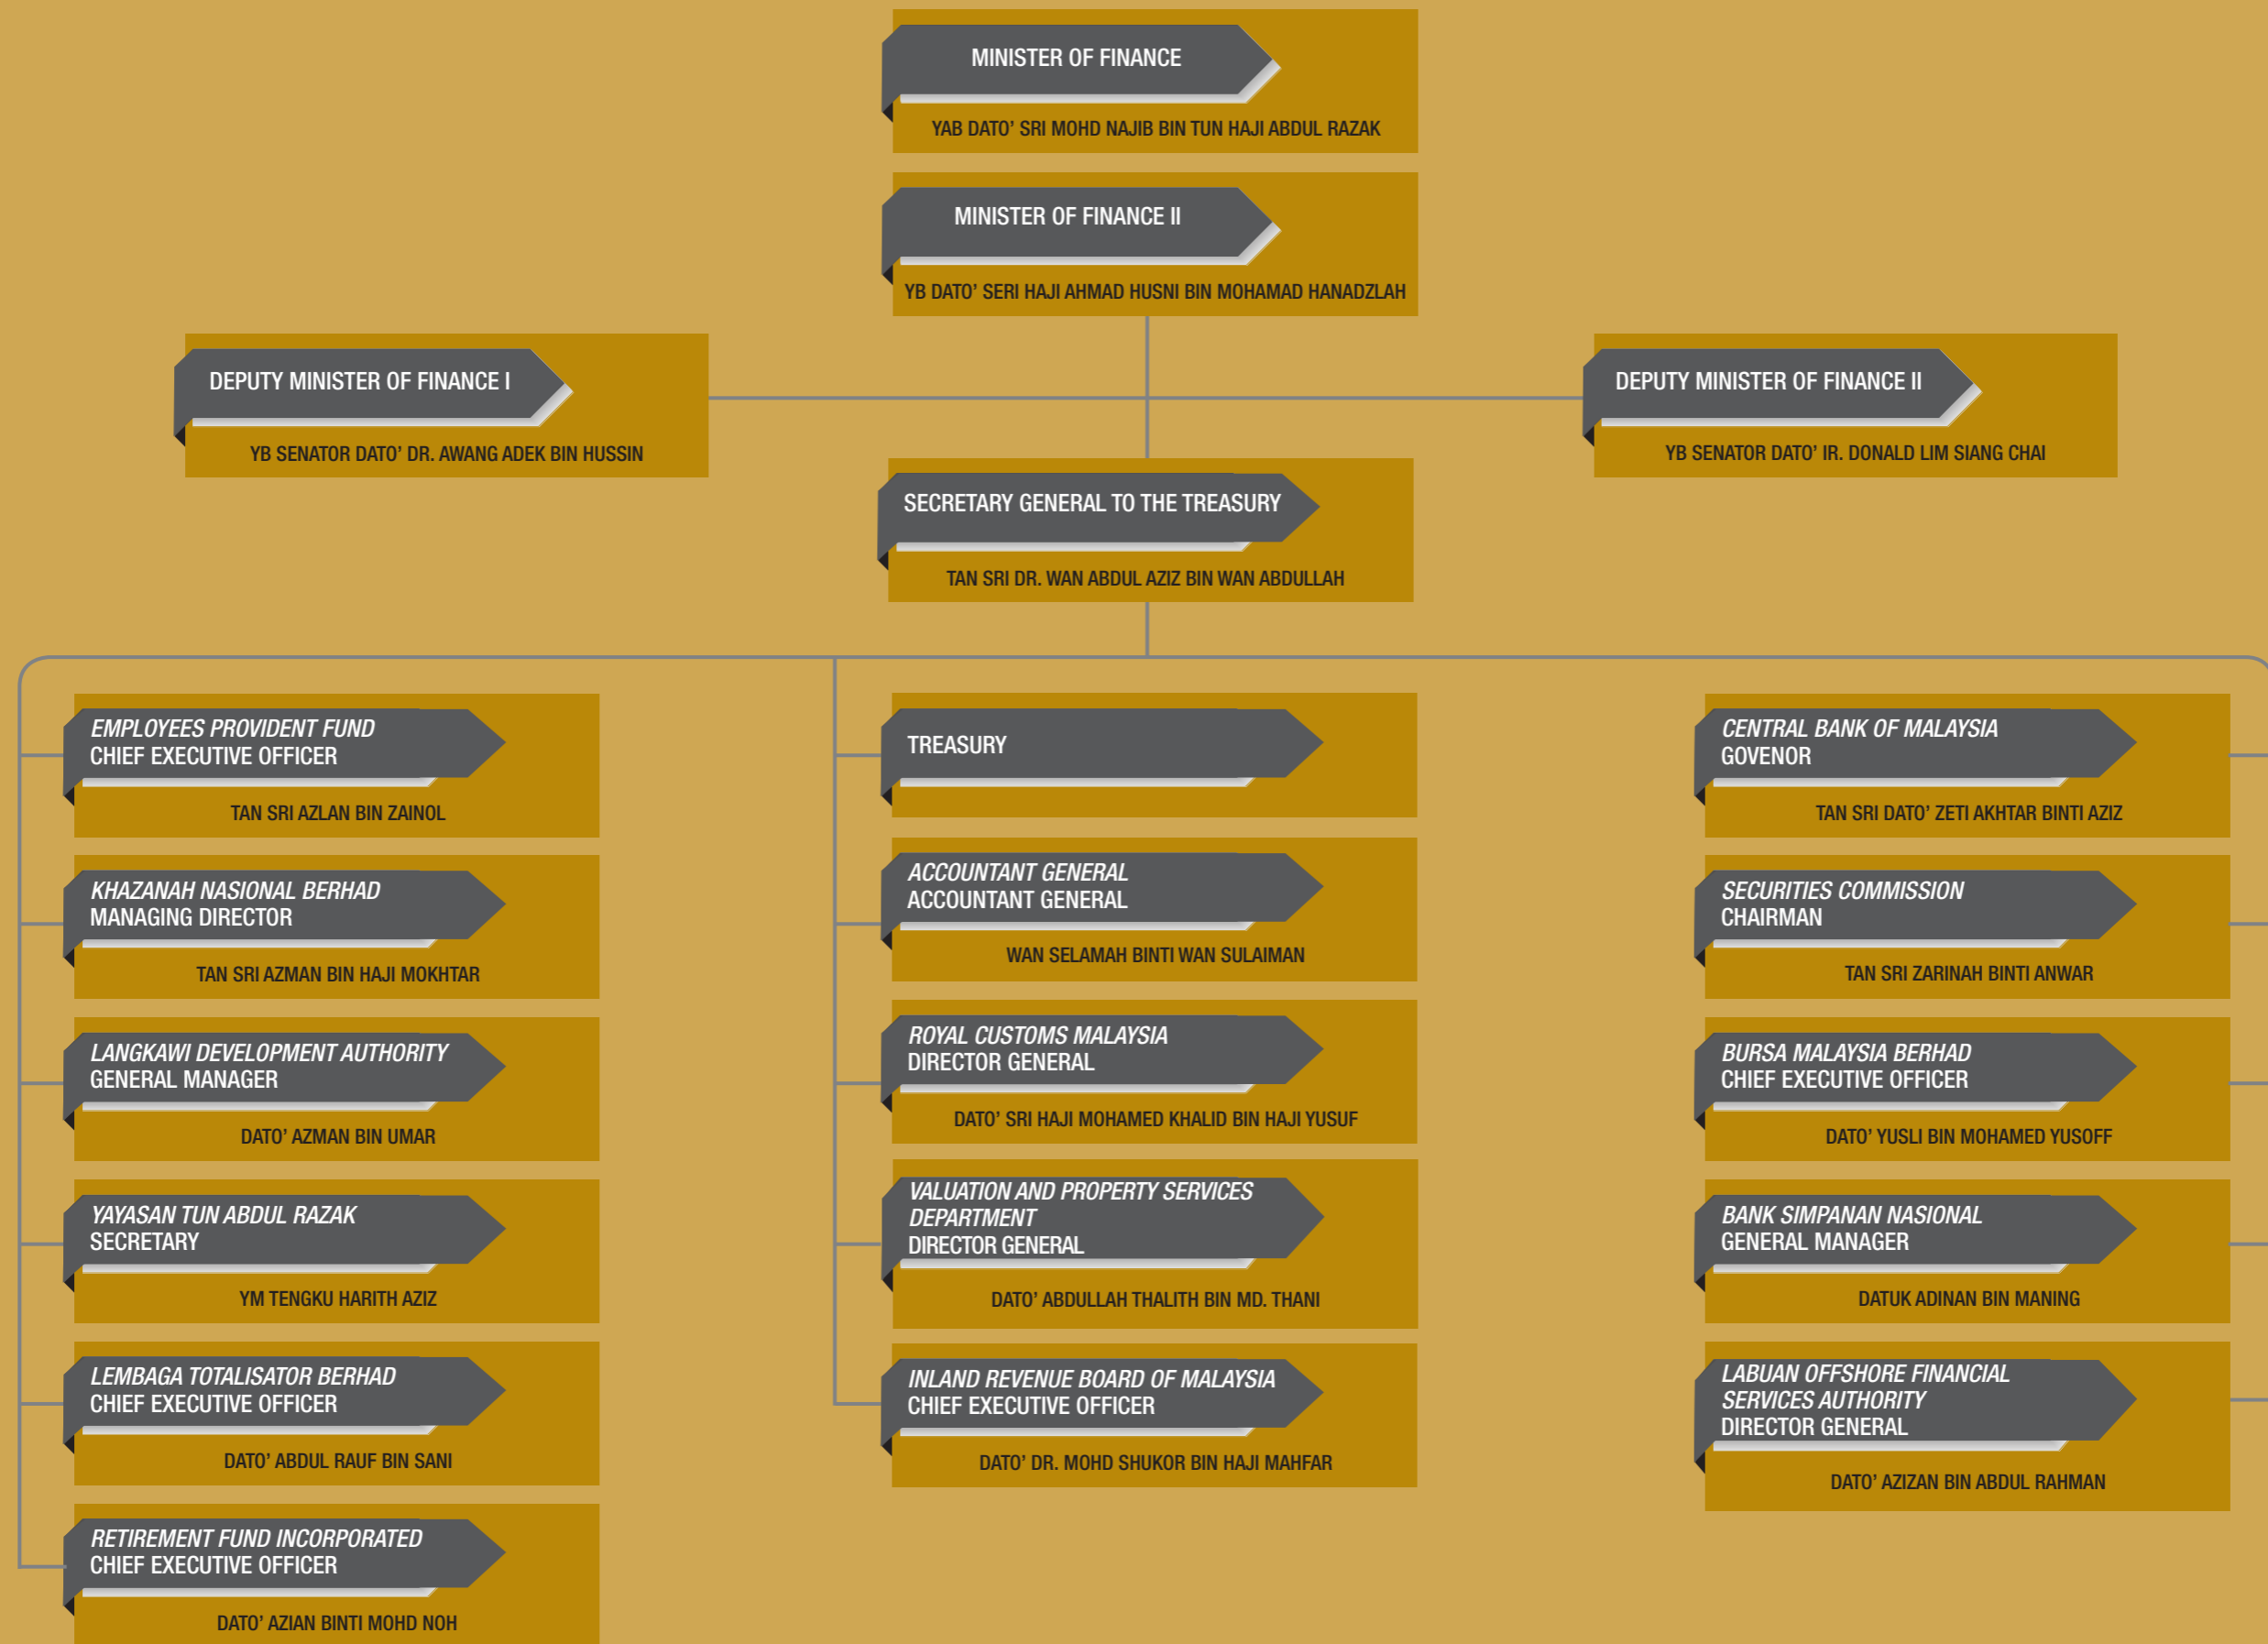 MINISTER OF FINANCE
YAB DATO’ SRI MOHD NAJIB BIN TUN HAJI ABDUL RAZAK
MINISTER OF FINANCE II
YB DATO’ SERI HAJI AHMAD HUSNI BIN MOHAMAD HANADZLAH
DEPUTY MINISTER OF FINANCE I
YB SENATOR DATO’ DR. AWANG ADEK BIN HUSSIN
DEPUTY MINISTER OF FINANCE II
YB SENATOR DATO’ IR. DONALD LIM SIANG CHAI
SECRETARY GENERAL TO THE TREASURY
TAN SRI DR. WAN ABDUL AZIZ BIN WAN ABDULLAH
EMPLOYEES PROVIDENT FUND
CHIEF EXECUTIVE OFFICER
TAN SRI AZLAN BIN ZAINOL
KHAZANAH NASIONAL BERHAD
MANAGING DIRECTOR
TAN SRI AZMAN BIN HAJI MOKHTAR
LANGKAWI DEVELOPMENT AUTHORITY
GENERAL MANAGER
DATO’ AZMAN BIN UMAR
YAYASAN TUN ABDUL RAZAK
SECRETARY
YM TENGKU HARITH AZIZ
LEMBAGA TOTALISATOR BERHAD
CHIEF EXECUTIVE OFFICER
DATO’ ABDUL RAUF BIN SANI
RETIREMENT FUND INCORPORATED
CHIEF EXECUTIVE OFFICER
DATO’ AZIAN BINTI MOHD NOH
TREASURY
ACCOUNTANT GENERAL
ACCOUNTANT GENERAL
WAN SELAMAH BINTI WAN SULAIMAN
ROYAL CUSTOMS MALAYSIA
DIRECTOR GENERAL
DATO’ SRI HAJI MOHAMED KHALID BIN HAJI YUSUF
VALUATION AND PROPERTY SERVICES
DEPARTMENT
DIRECTOR GENERAL
DATO’ ABDULLAH THALITH BIN MD. THANI
INLAND REVENUE BOARD OF MALAYSIA
CHIEF EXECUTIVE OFFICER
DATO’ DR. MOHD SHUKOR BIN HAJI MAHFAR
CENTRAL BANK OF MALAYSIA
GOVENOR
TAN SRI DATO’ ZETI AKHTAR BINTI AZIZ
SECURITIES COMMISSION
CHAIRMAN
TAN SRI ZARINAH BINTI ANWAR
BURSA MALAYSIA BERHAD
CHIEF EXECUTIVE OFFICER
DATO’ YUSLI BIN MOHAMED YUSOFF
BANK SIMPANAN NASIONAL
GENERAL MANAGER
DATUK ADINAN BIN MANING
LABUAN OFFSHORE FINANCIAL
SERVICES AUTHORITY
DIRECTOR GENERAL
DATO’ AZIZAN BIN ABDUL RAHMAN